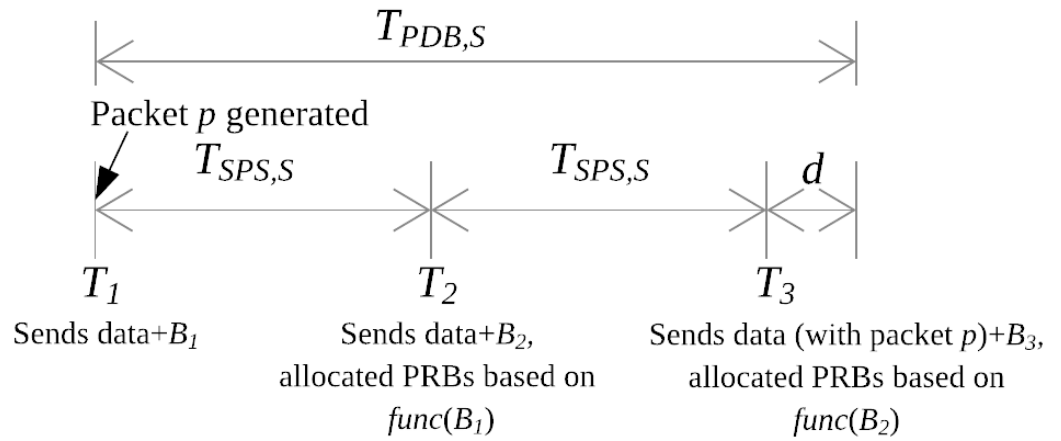 T_PDB,S
Packet p generated
T_SPS,S
T_SPS,S
d
T_1
T_2
T_3
Sends data+B_1
Sends data+B_2,
allocated PRBs based on
func(B_1)
Sends data (with packet p)+B_3,
allocated PRBs based on
func(B_2)